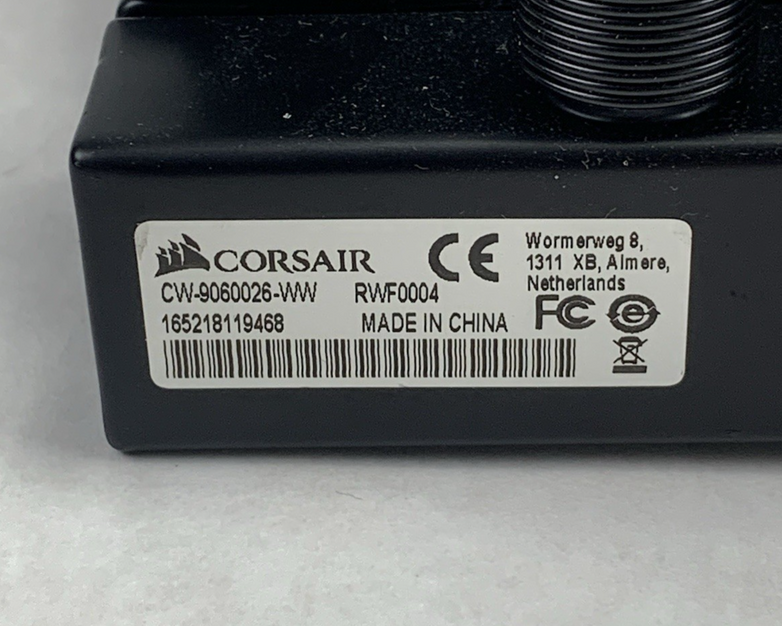 CORSAIR
CW-9060026-WW RWF0004
165218119468 MADE IN CHINA
CE
Wormerweg 8,
1311 XB, Almere,
Netherlands
FC e